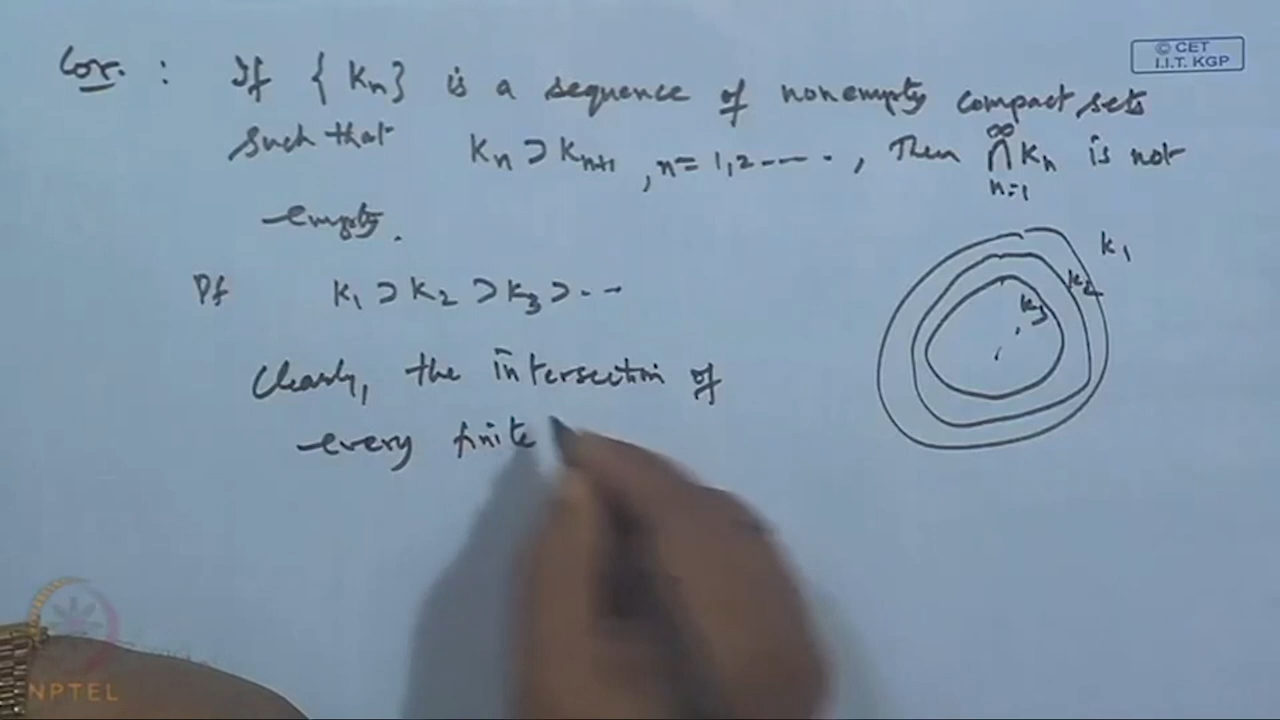 © CET
I.I.T. KGP
Cor. : If {Kn} is a sequence of nonempty compact sets
such that Kn ⊃ Kn+1, n = 1, 2 -----, Then ∞
∩ Kn is not
n=1
empty.
Pf K1 ⊃ K2 ⊃ K3 ⊃ ---
Clearly, the intersection of
every finite
K1
K2
K3
NPTEL